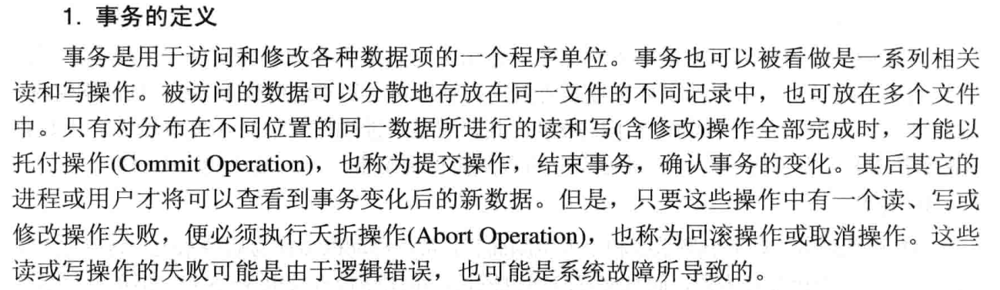 1. 事务的定义
事务是用于访问和修改各种数据项的一个程序单位。事务也可以被看做是一系列相关
读和写操作。被访问的数据可以分散地存放在同一文件的不同记录中，也可放在多个文件
中。只有对分布在不同位置的同一数据所进行的读和写(含修改)操作全部完成时，才能以
托付操作(Commit Operation)，也称为提交操作，结束事务，确认事务的变化。其后其它的
进程或用户才将可以查看到事务变化后的新数据。但是，只要这些操作中有一个读、写或
修改操作失败，便必须执行夭折操作(Abort Operation)，也称为回滚操作或取消操作。这些
读或写操作的失败可能是由于逻辑错误，也可能是系统故障所导致的。